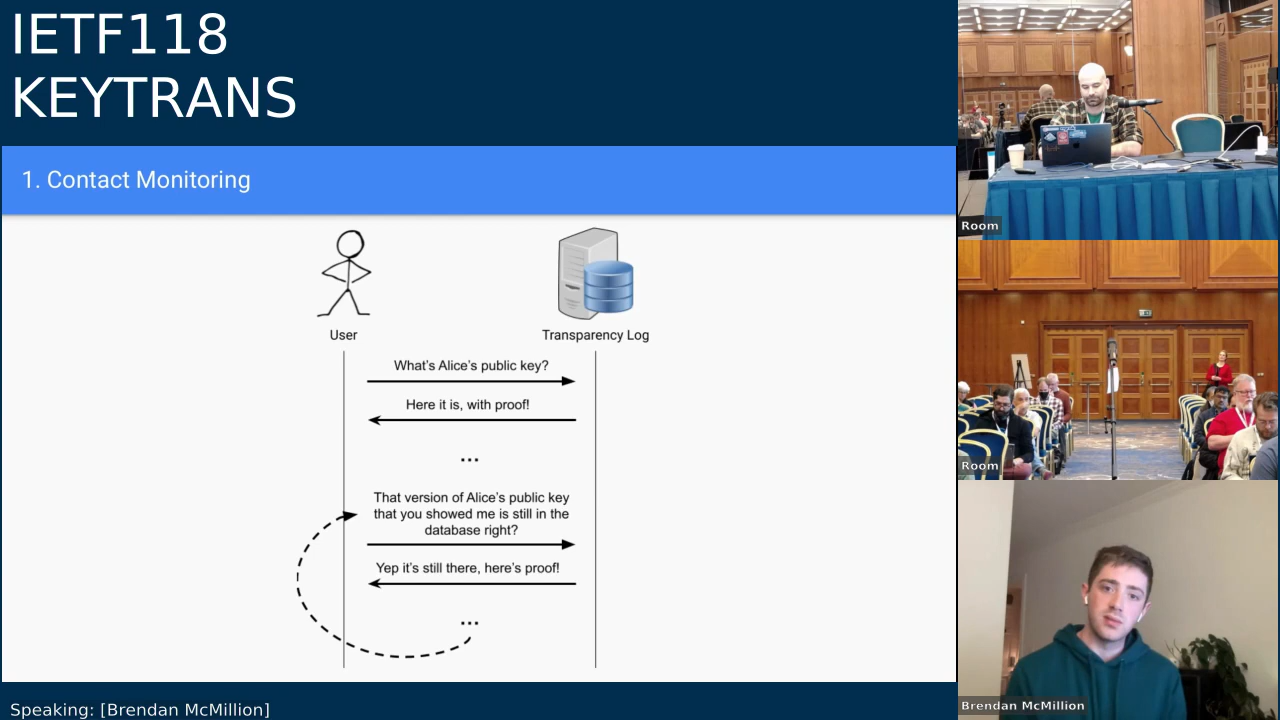 IETF118
KEYTRANS
1. Contact Monitoring
User
Transparency Log
What's Alice's public key?
Here it is, with proof!
...
That version of Alice's public key
that you showed me is still in the
database right?
Yep it's still there, here's proof!
...
Speaking: [Brendan McMillion]
Room
Room
Brendan McMillion